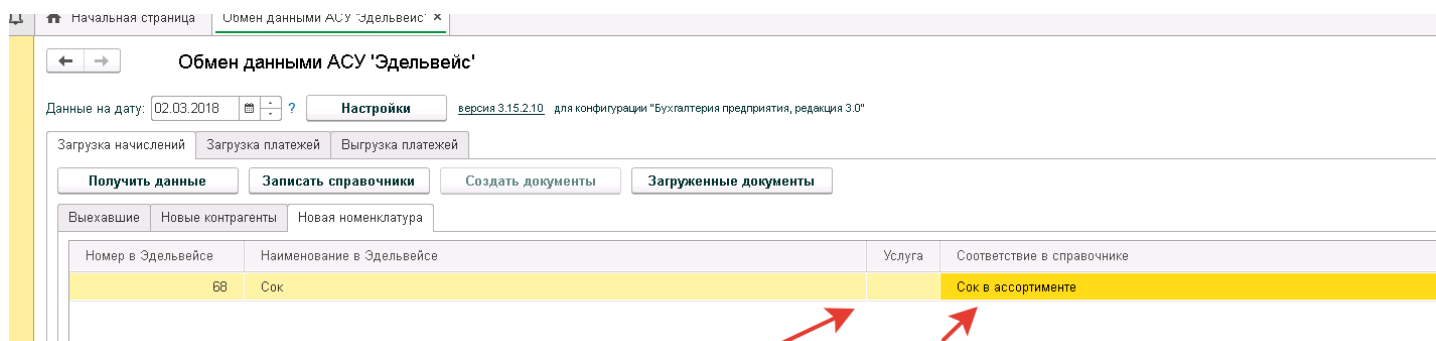 Начальная страница Обмен данными АСУ 'Эдельвейс' ×
Обмен данными АСУ 'Эдельвейс'
Данные на дату: 02.03.2018 ? Настройки версия 3.15.2.10 для конфигурации "Бухгалтерия предприятия, редакция 3.0"
Загрузка начислений Загрузка платежей Выгрузка платежей
Получить данные Записать справочники Создать документы Загруженные документы
Выехавшие Новые контрагенты Новая номенклатура
Номер в Эдельвейсе Наименование в Эдельвейсе Услуга Соответствие в справочнике
68 Сок Сок в ассортименте